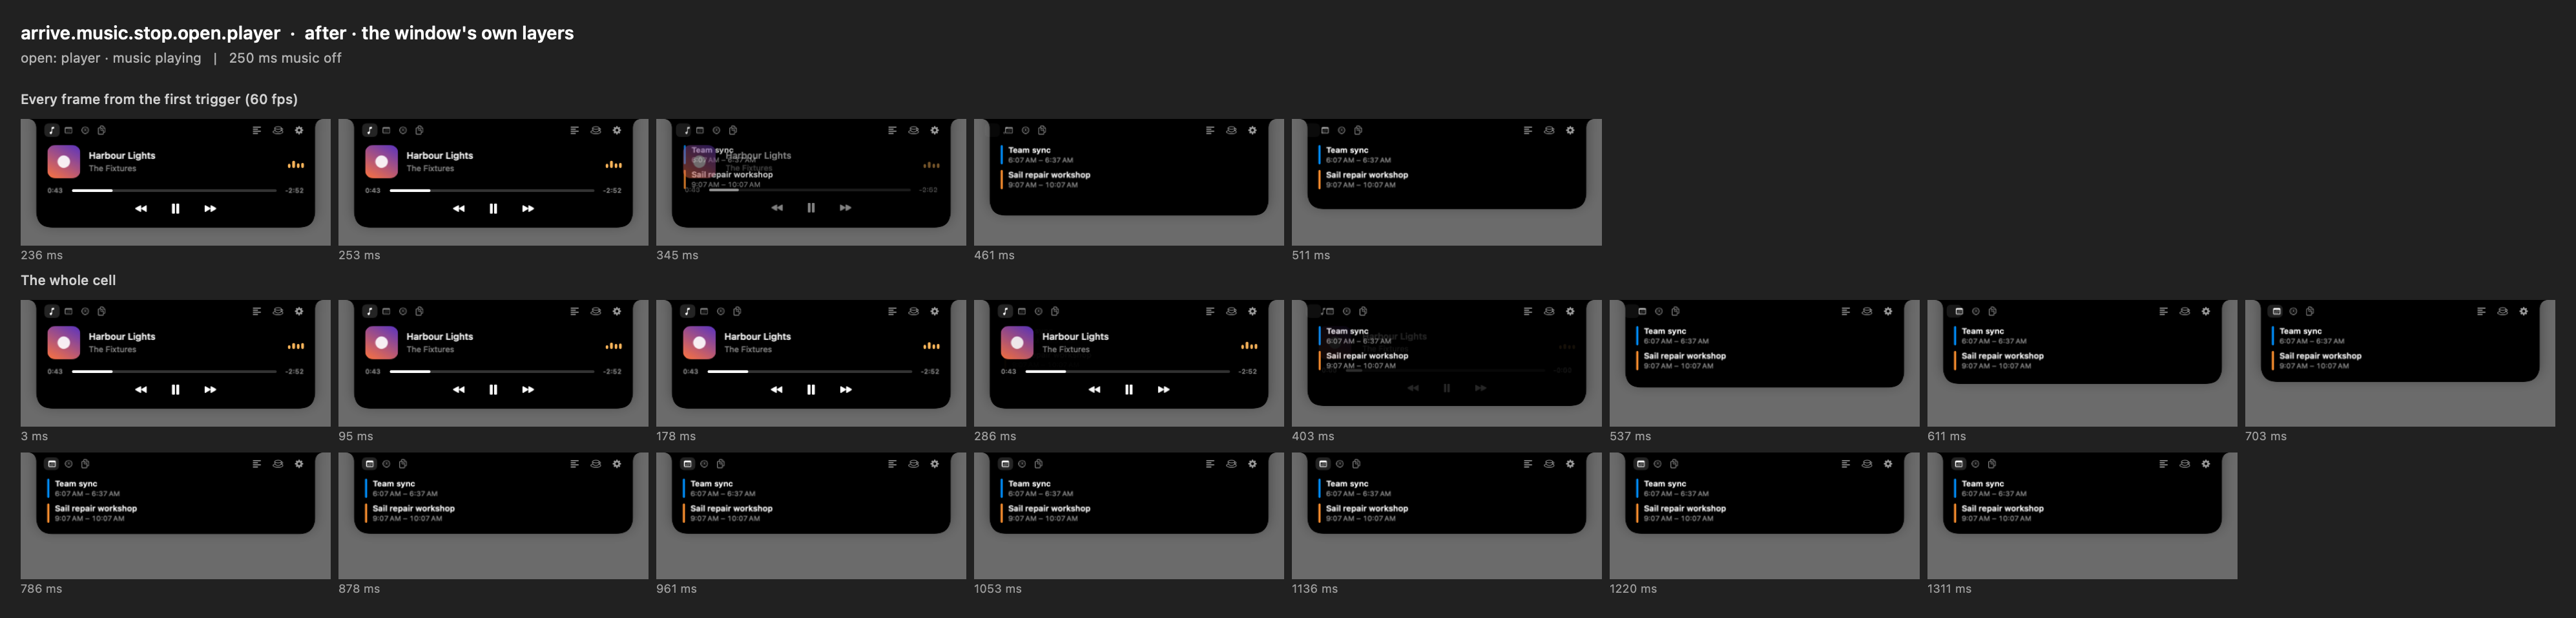 arrive.music.stop.open.player · after · the window's own layers
open: player · music playing | 250 ms music off
Every frame from the first trigger (60 fps)
Harbour Lights
The Fixtures
0:43 -2:52
Harbour Lights
The Fixtures
0:43 -2:52
Team sync
Harbour Lights
Sail repair workshop
9:07 AM – 10:07 AM
Team sync
6:07 AM – 6:37 AM
Sail repair workshop
9:07 AM – 10:07 AM
Team sync
6:07 AM – 6:37 AM
Sail repair workshop
9:07 AM – 10:07 AM
236 ms
253 ms
345 ms
461 ms
511 ms
The whole cell
Harbour Lights
The Fixtures
0:43 -2:52
Harbour Lights
The Fixtures
0:43 -2:52
Harbour Lights
The Fixtures
0:43 -2:52
Harbour Lights
The Fixtures
0:43 -2:52
Team sync
6:07 AM – 6:37 AM
Sail repair workshop
9:07 AM – 10:07 AM
Team sync
6:07 AM – 6:37 AM
Sail repair workshop
9:07 AM – 10:07 AM
Team sync
6:07 AM – 6:37 AM
Sail repair workshop
9:07 AM – 10:07 AM
Team sync
6:07 AM – 6:37 AM
Sail repair workshop
9:07 AM – 10:07 AM
3 ms
95 ms
178 ms
286 ms
403 ms
537 ms
611 ms
703 ms
Team sync
6:07 AM – 6:37 AM
Sail repair workshop
9:07 AM – 10:07 AM
Team sync
6:07 AM – 6:37 AM
Sail repair workshop
9:07 AM – 10:07 AM
Team sync
6:07 AM – 6:37 AM
Sail repair workshop
9:07 AM – 10:07 AM
Team sync
6:07 AM – 6:37 AM
Sail repair workshop
9:07 AM – 10:07 AM
Team sync
6:07 AM – 6:37 AM
Sail repair workshop
9:07 AM – 10:07 AM
Team sync
6:07 AM – 6:37 AM
Sail repair workshop
9:07 AM – 10:07 AM
Team sync
6:07 AM – 6:37 AM
Sail repair workshop
9:07 AM – 10:07 AM
786 ms
878 ms
961 ms
1053 ms
1136 ms
1220 ms
1311 ms